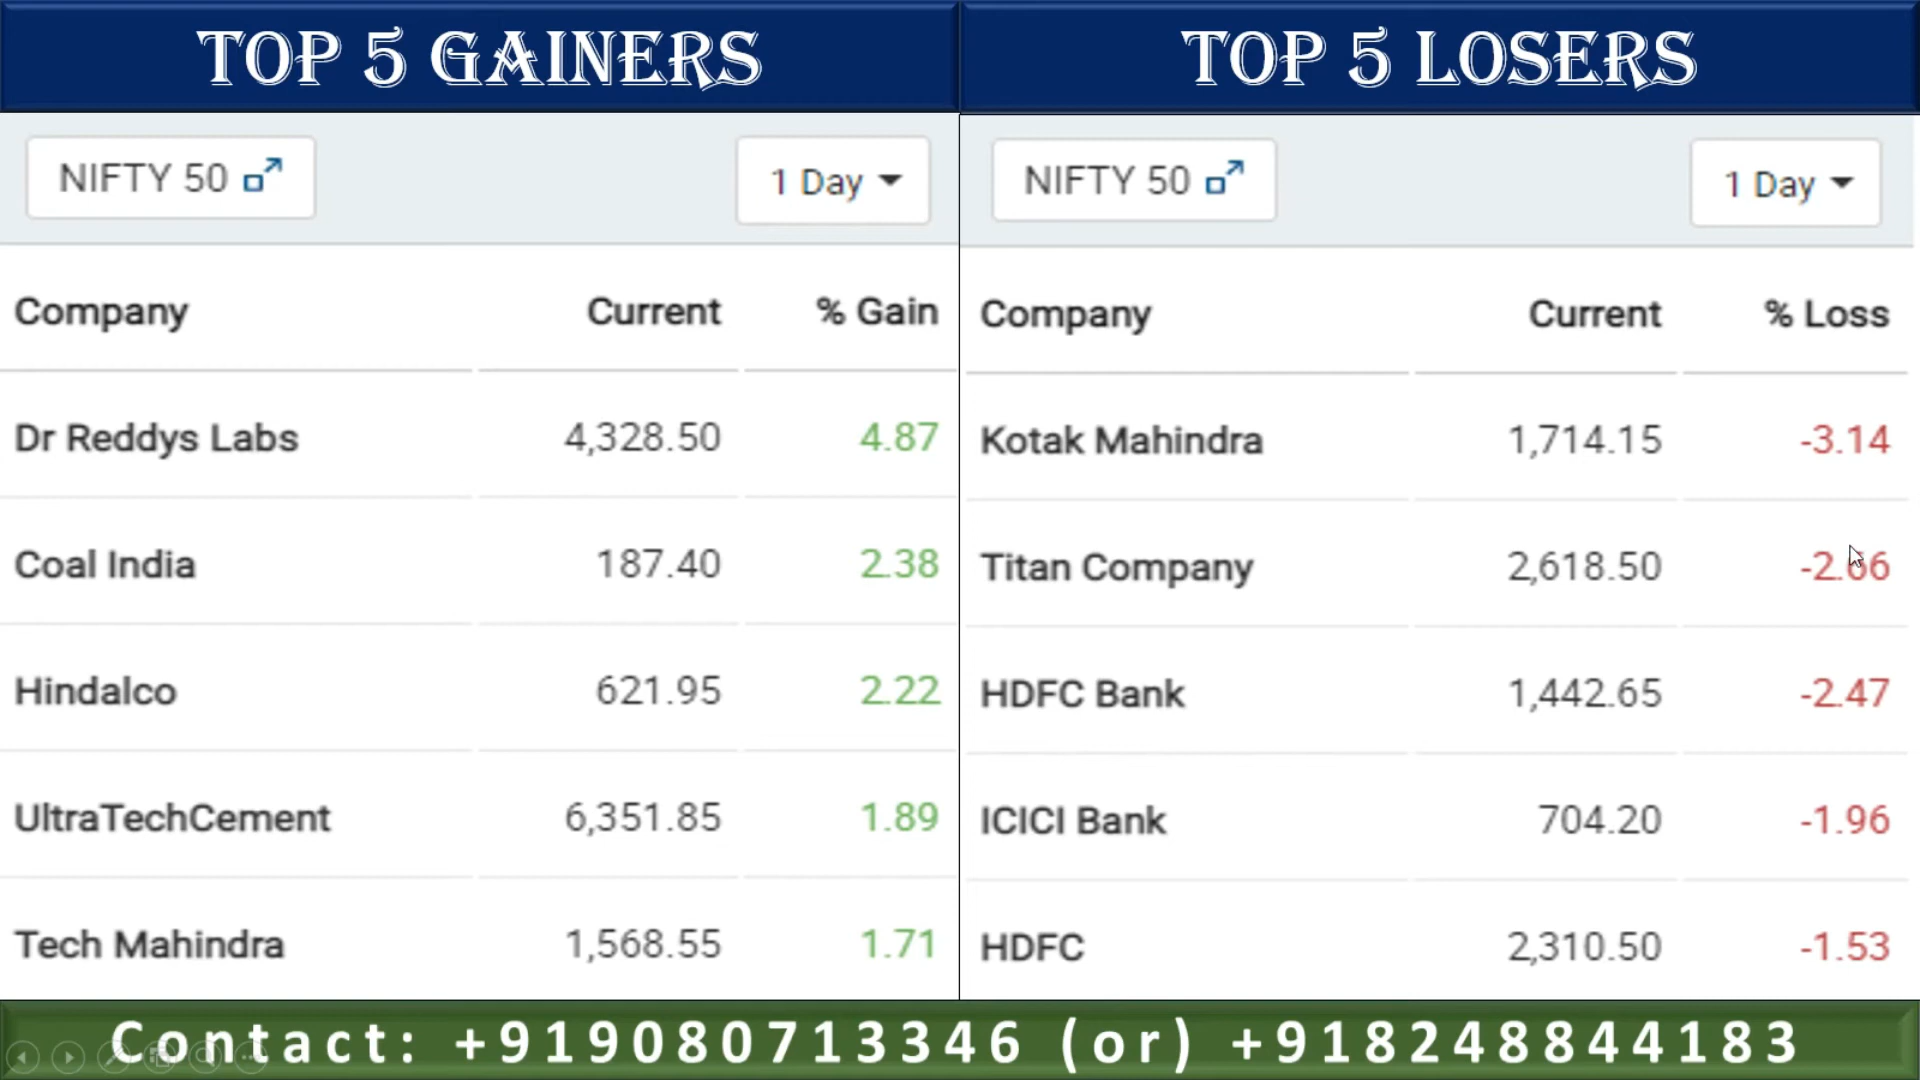 TOP 5 GAINERS
NIFTY 50
1 Day
Company Current % Gain
Dr Reddys Labs 4,328.50 4.87
Coal India 187.40 2.38
Hindalco 621.95 2.22
UltraTechCement 6,351.85 1.89
Tech Mahindra 1,568.55 1.71
TOP 5 LOSERS
NIFTY 50
1 Day
Company Current % Loss
Kotak Mahindra 1,714.15 -3.14
Titan Company 2,618.50 -2.66
HDFC Bank 1,442.65 -2.47
ICICI Bank 704.20 -1.96
HDFC 2,310.50 -1.53
Contact: +919080713346 (or) +918248844183